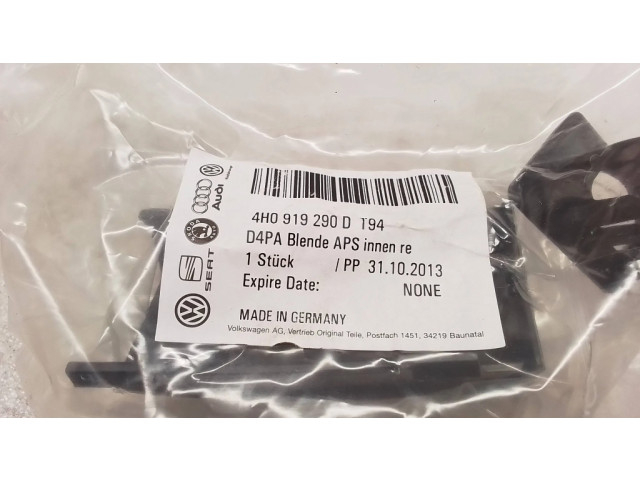 4H0 919 290 D T94
D4PA Blende APS innen re
1 Stück / PP 31.10.2013
Expire Date: NONE
MADE IN GERMANY
Volkswagen AG, Vertrieb Original Teile, Postfach 1451, 34219 Baunatal
Audi
SEAT